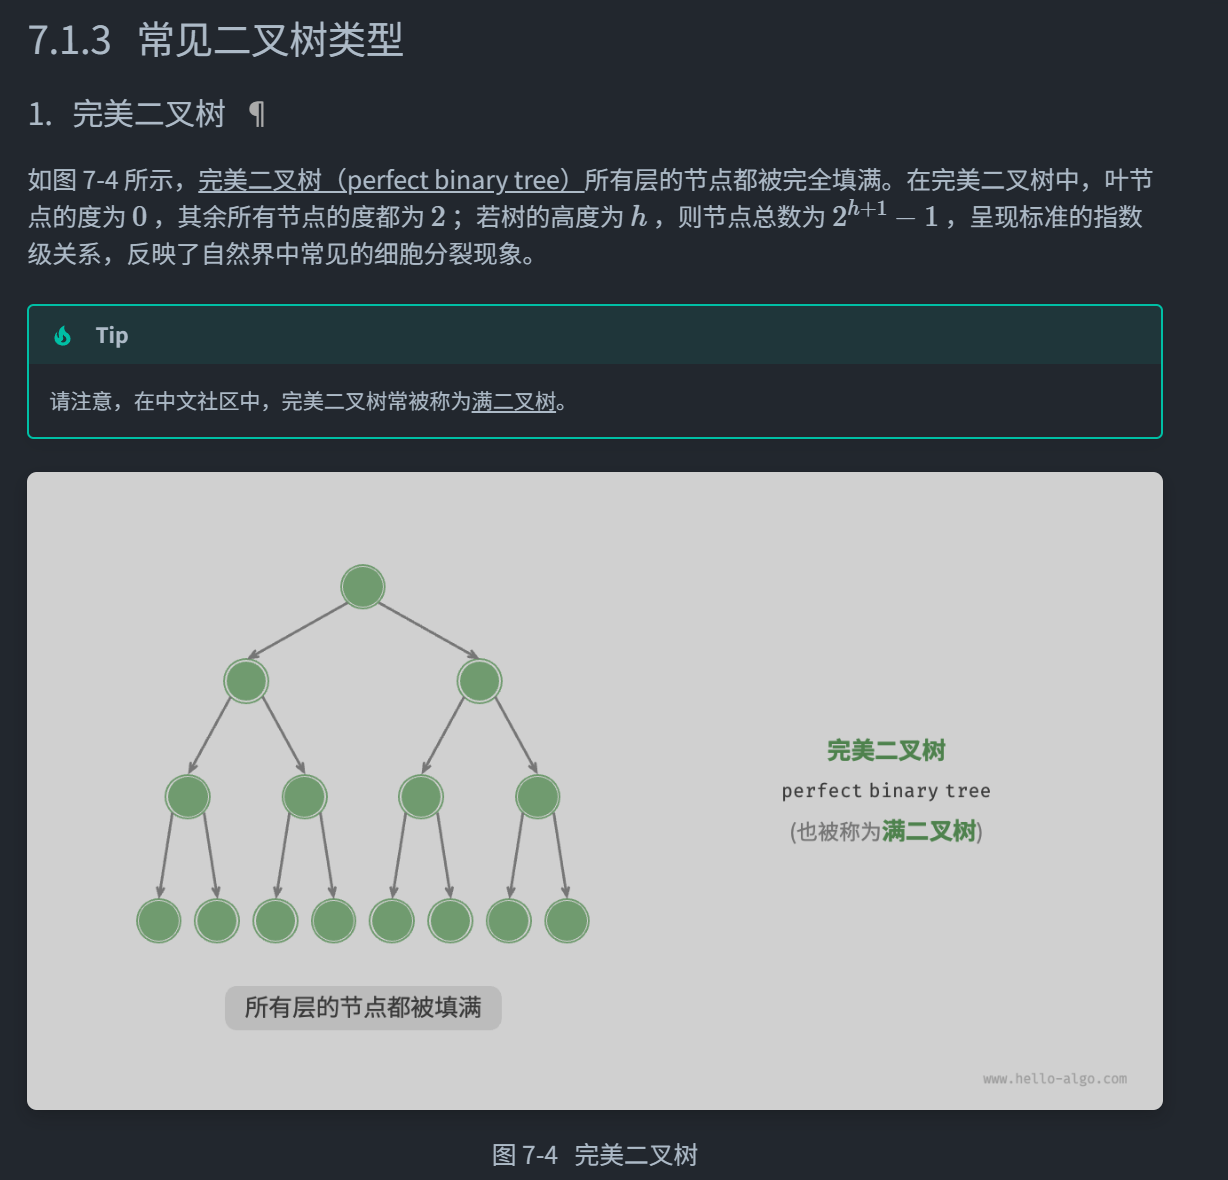 7.1.3 常见二叉树类型
1. 完美二叉树 ¶
如图 7-4 所示，完美二叉树（perfect binary tree）所有层的节点都被完全填满。在完美二叉树中，叶节
点的度为 0 ，其余所有节点的度都为 2 ；若树的高度为 h ，则节点总数为 2^{h+1} − 1 ，呈现标准的指数
级关系，反映了自然界中常见的细胞分裂现象。
Tip
请注意，在中文社区中，完美二叉树常被称为满二叉树。
完美二叉树
perfect binary tree
(也被称为满二叉树)
所有层的节点都被填满
www.hello-algo.com
图 7-4 完美二叉树